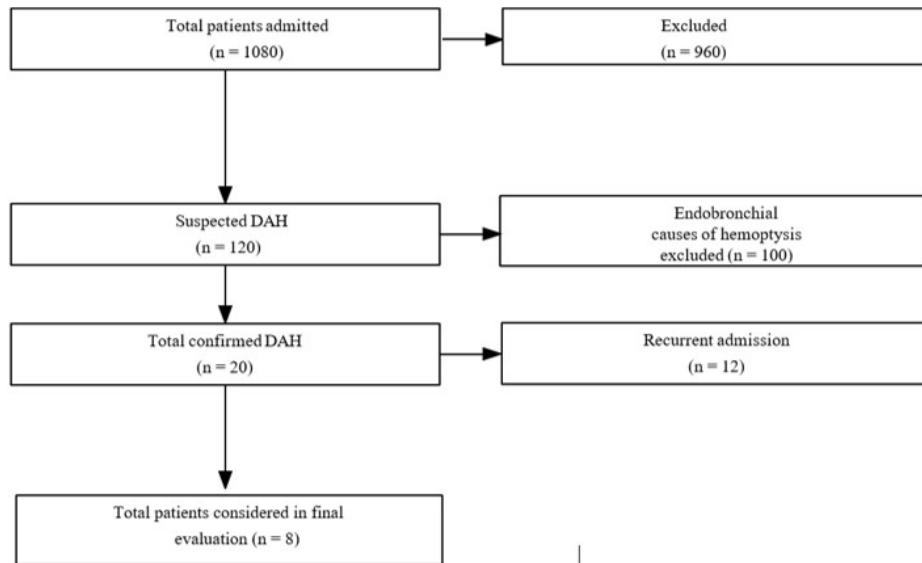 Total patients admitted
(n = 1080)
Excluded
(n = 960)
Suspected DAH
(n = 120)
Endobronchial
causes of hemoptysis
excluded (n = 100)
Total confirmed DAH
(n = 20)
Recurrent admission
(n = 12)
Total patients considered in final
evaluation (n = 8)